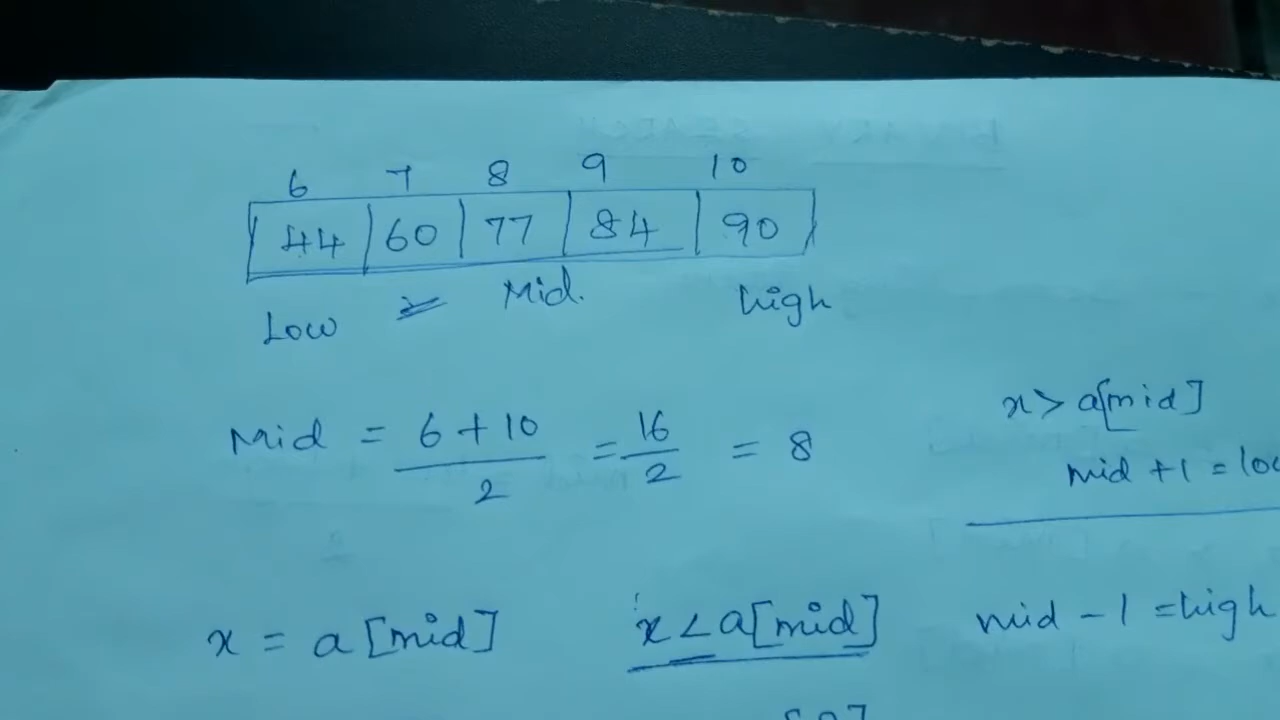 6 7 8 9 10
44 60 77 84 90
Low Mid. high
Mid = 6 + 10 / 2 = 16 / 2 = 8
x > a[mid]
mid + 1 =
x = a [mid] x < a[mid] mid - 1 = high